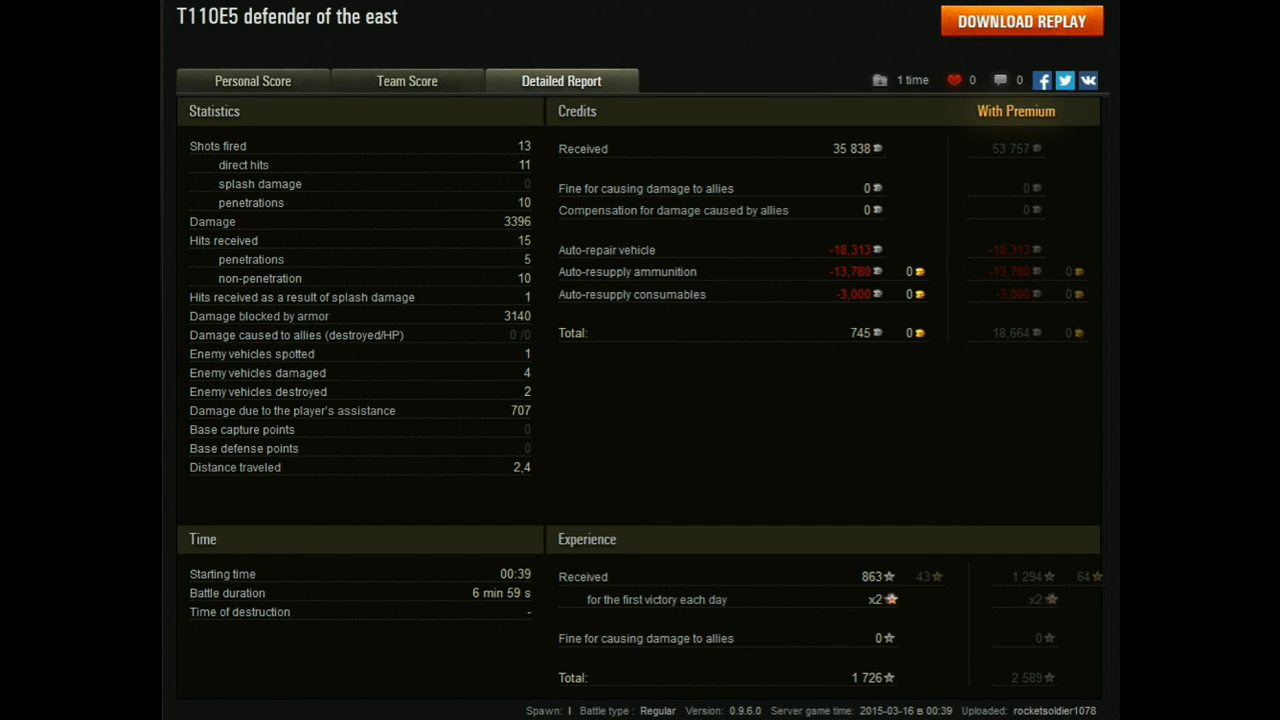 T110E5 defender of the east
DOWNLOAD REPLAY
Personal Score
Team Score
Detailed Report
1 time
0
0
Statistics
Shots fired 13
direct hits 11
splash damage 0
penetrations 10
Damage 3396
Hits received 15
penetrations 5
non-penetration 10
Hits received as a result of splash damage 1
Damage blocked by armor 3140
Damage caused to allies (destroyed/HP) 0 /0
Enemy vehicles spotted 1
Enemy vehicles damaged 4
Enemy vehicles destroyed 2
Damage due to the player's assistance 707
Base capture points 0
Base defense points 0
Distance traveled 2,4
Credits With Premium
Received 35 838 53 757
Fine for causing damage to allies 0 0
Compensation for damage caused by allies 0 0
Auto-repair vehicle -18,313 -18,313
Auto-resupply ammunition -13,780 0 -13,780 0
Auto-resupply consumables -3,000 0 -3,000 0
Total: 745 0 18,664 0
Time
Starting time 00:39
Battle duration 6 min 59 s
Time of destruction -
Experience
Received 863 43 1 294 64
for the first victory each day x2 x2
Fine for causing damage to allies 0 0
Total: 1 726 2 589
Spawn: I Battle type : Regular Version: 0.9.6.0 Server game time: 2015-03-16 в 00:39 Uploaded: rocketsoldier1078